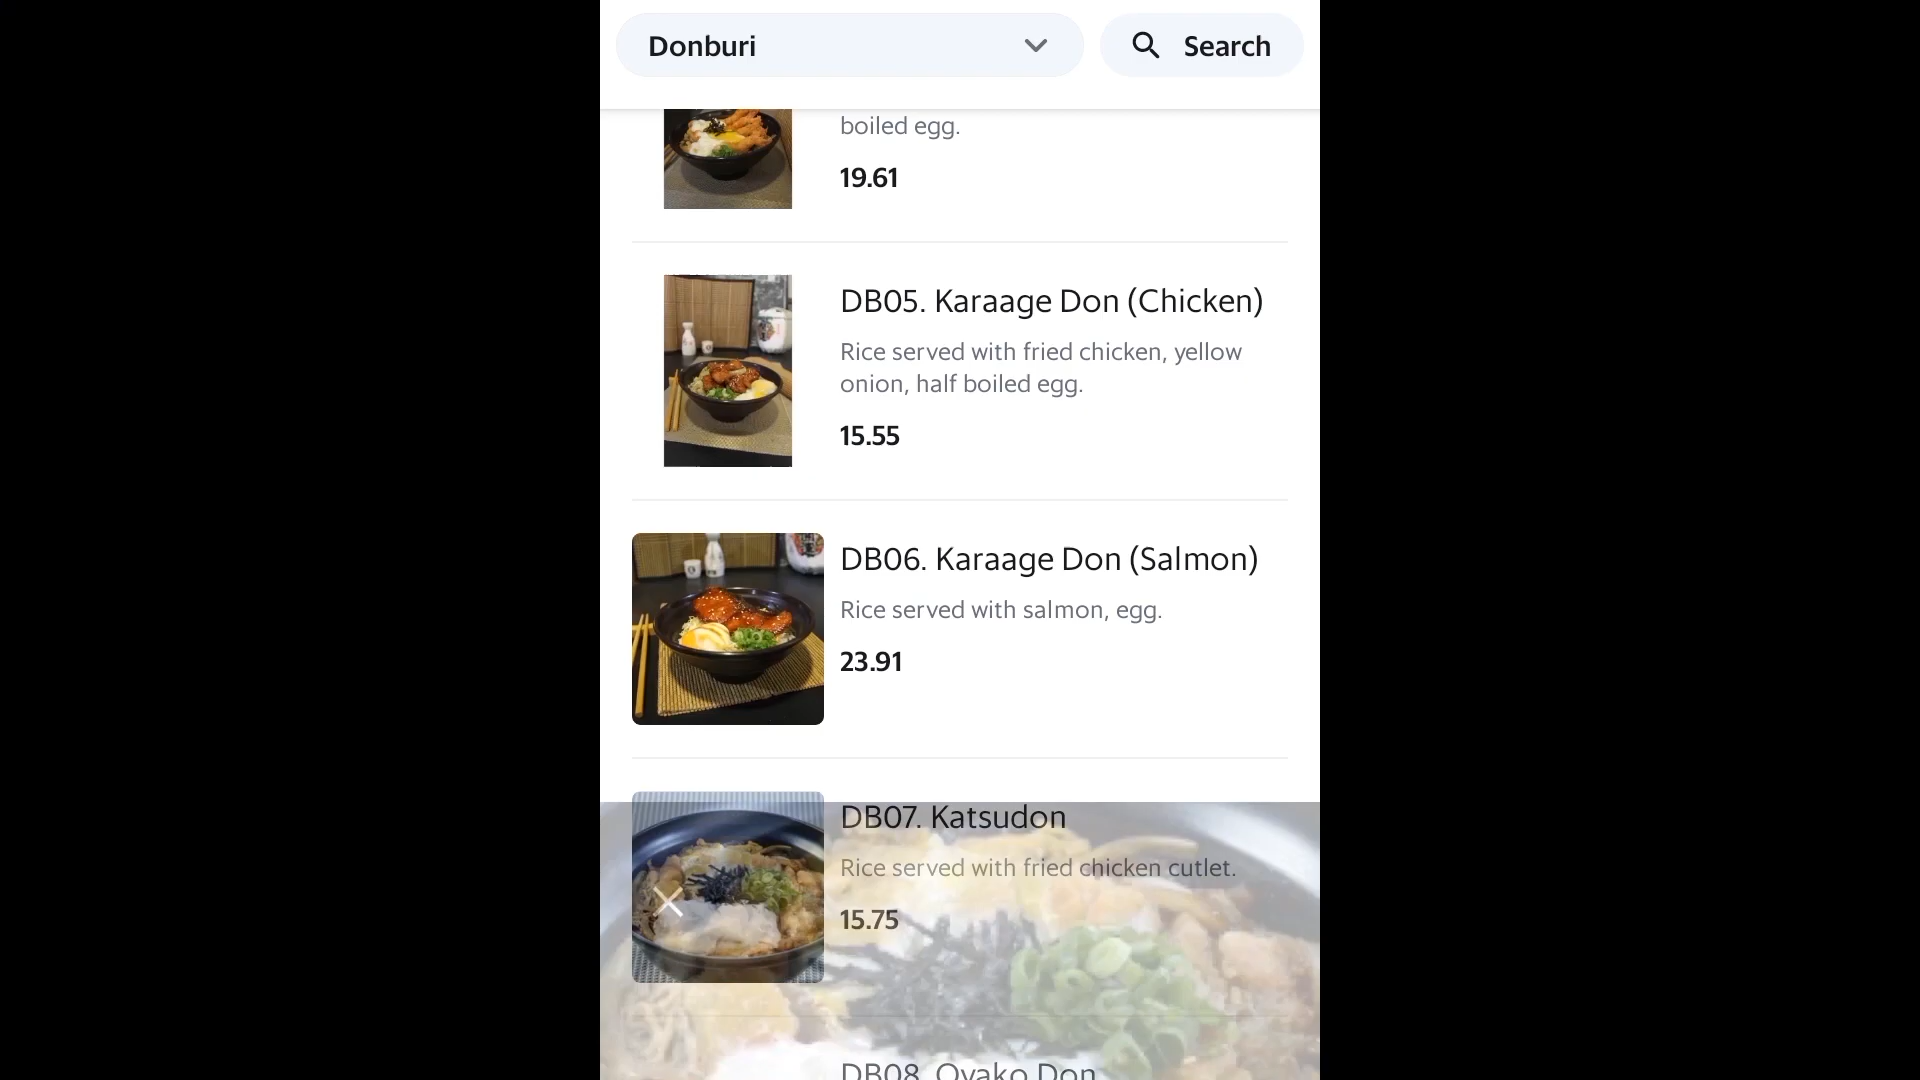 Donburi
Search
boiled egg.
19.61
DB05. Karaage Don (Chicken)
Rice served with fried chicken, yellow
onion, half boiled egg.
15.55
DB06. Karaage Don (Salmon)
Rice served with salmon, egg.
23.91
DB07. Katsudon
Rice served with fried chicken cutlet.
15.75
DB08. Oyako Don